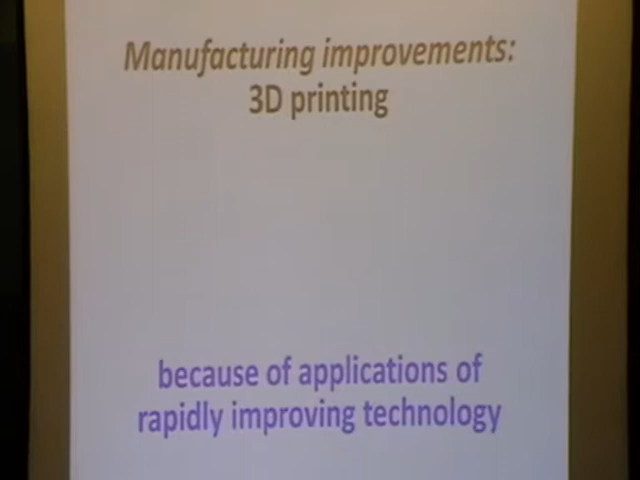 Manufacturing improvements:
3D printing
because of applications of
rapidly improving technology